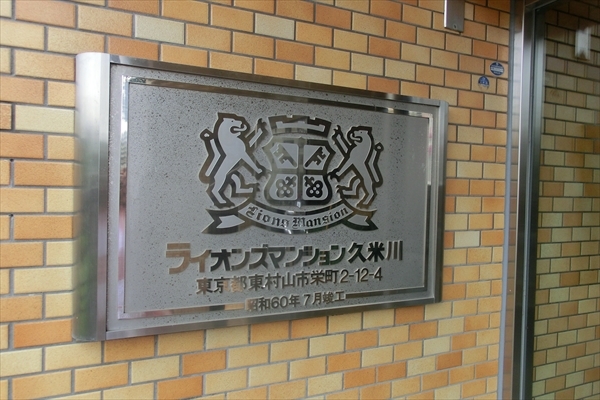 Lions Mansion
ライオンズマンション久米川
東京都東村山市栄町2-12-4
昭和60年7月竣工